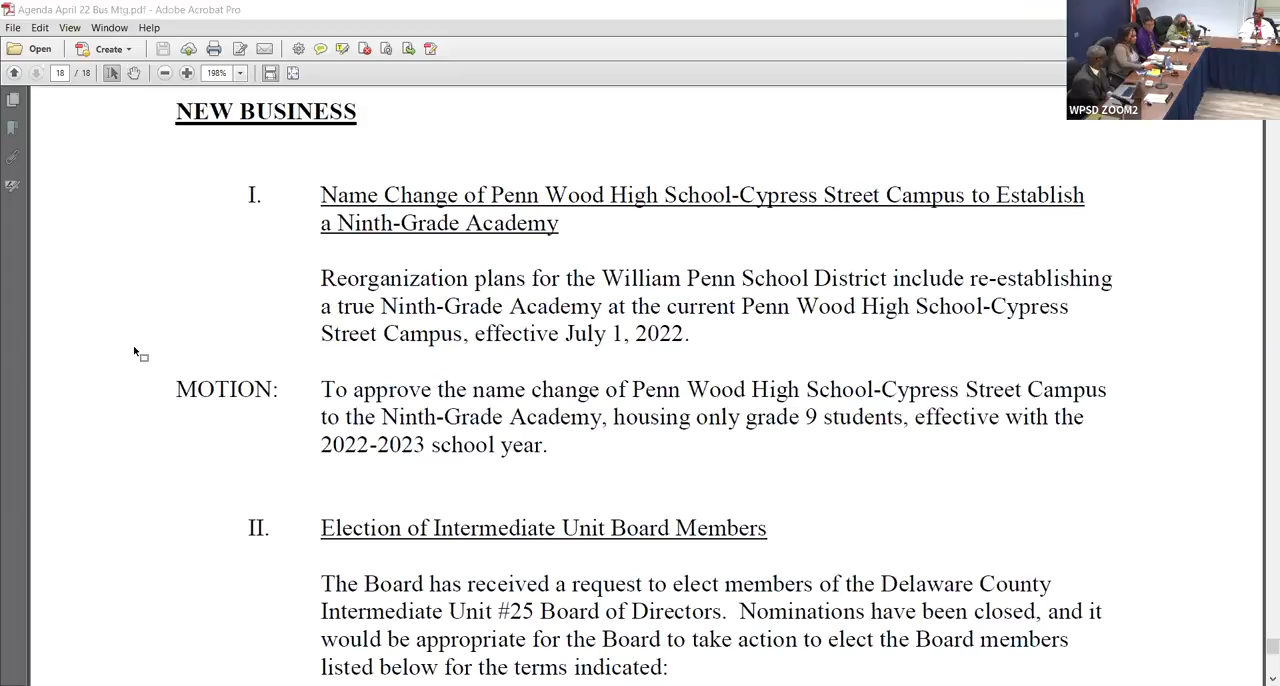 Agenda April 22 Bus Mtg.pdf - Adobe Acrobat Pro
File Edit View Window Help
Open Create
18 / 18 198%
WPSD ZOOM2
NEW BUSINESS
I. Name Change of Penn Wood High School-Cypress Street Campus to Establish
a Ninth-Grade Academy
Reorganization plans for the William Penn School District include re-establishing
a true Ninth-Grade Academy at the current Penn Wood High School-Cypress
Street Campus, effective July 1, 2022.
MOTION: To approve the name change of Penn Wood High School-Cypress Street Campus
to the Ninth-Grade Academy, housing only grade 9 students, effective with the
2022-2023 school year.
II. Election of Intermediate Unit Board Members
The Board has received a request to elect members of the Delaware County
Intermediate Unit #25 Board of Directors. Nominations have been closed, and it
would be appropriate for the Board to take action to elect the Board members
listed below for the terms indicated: